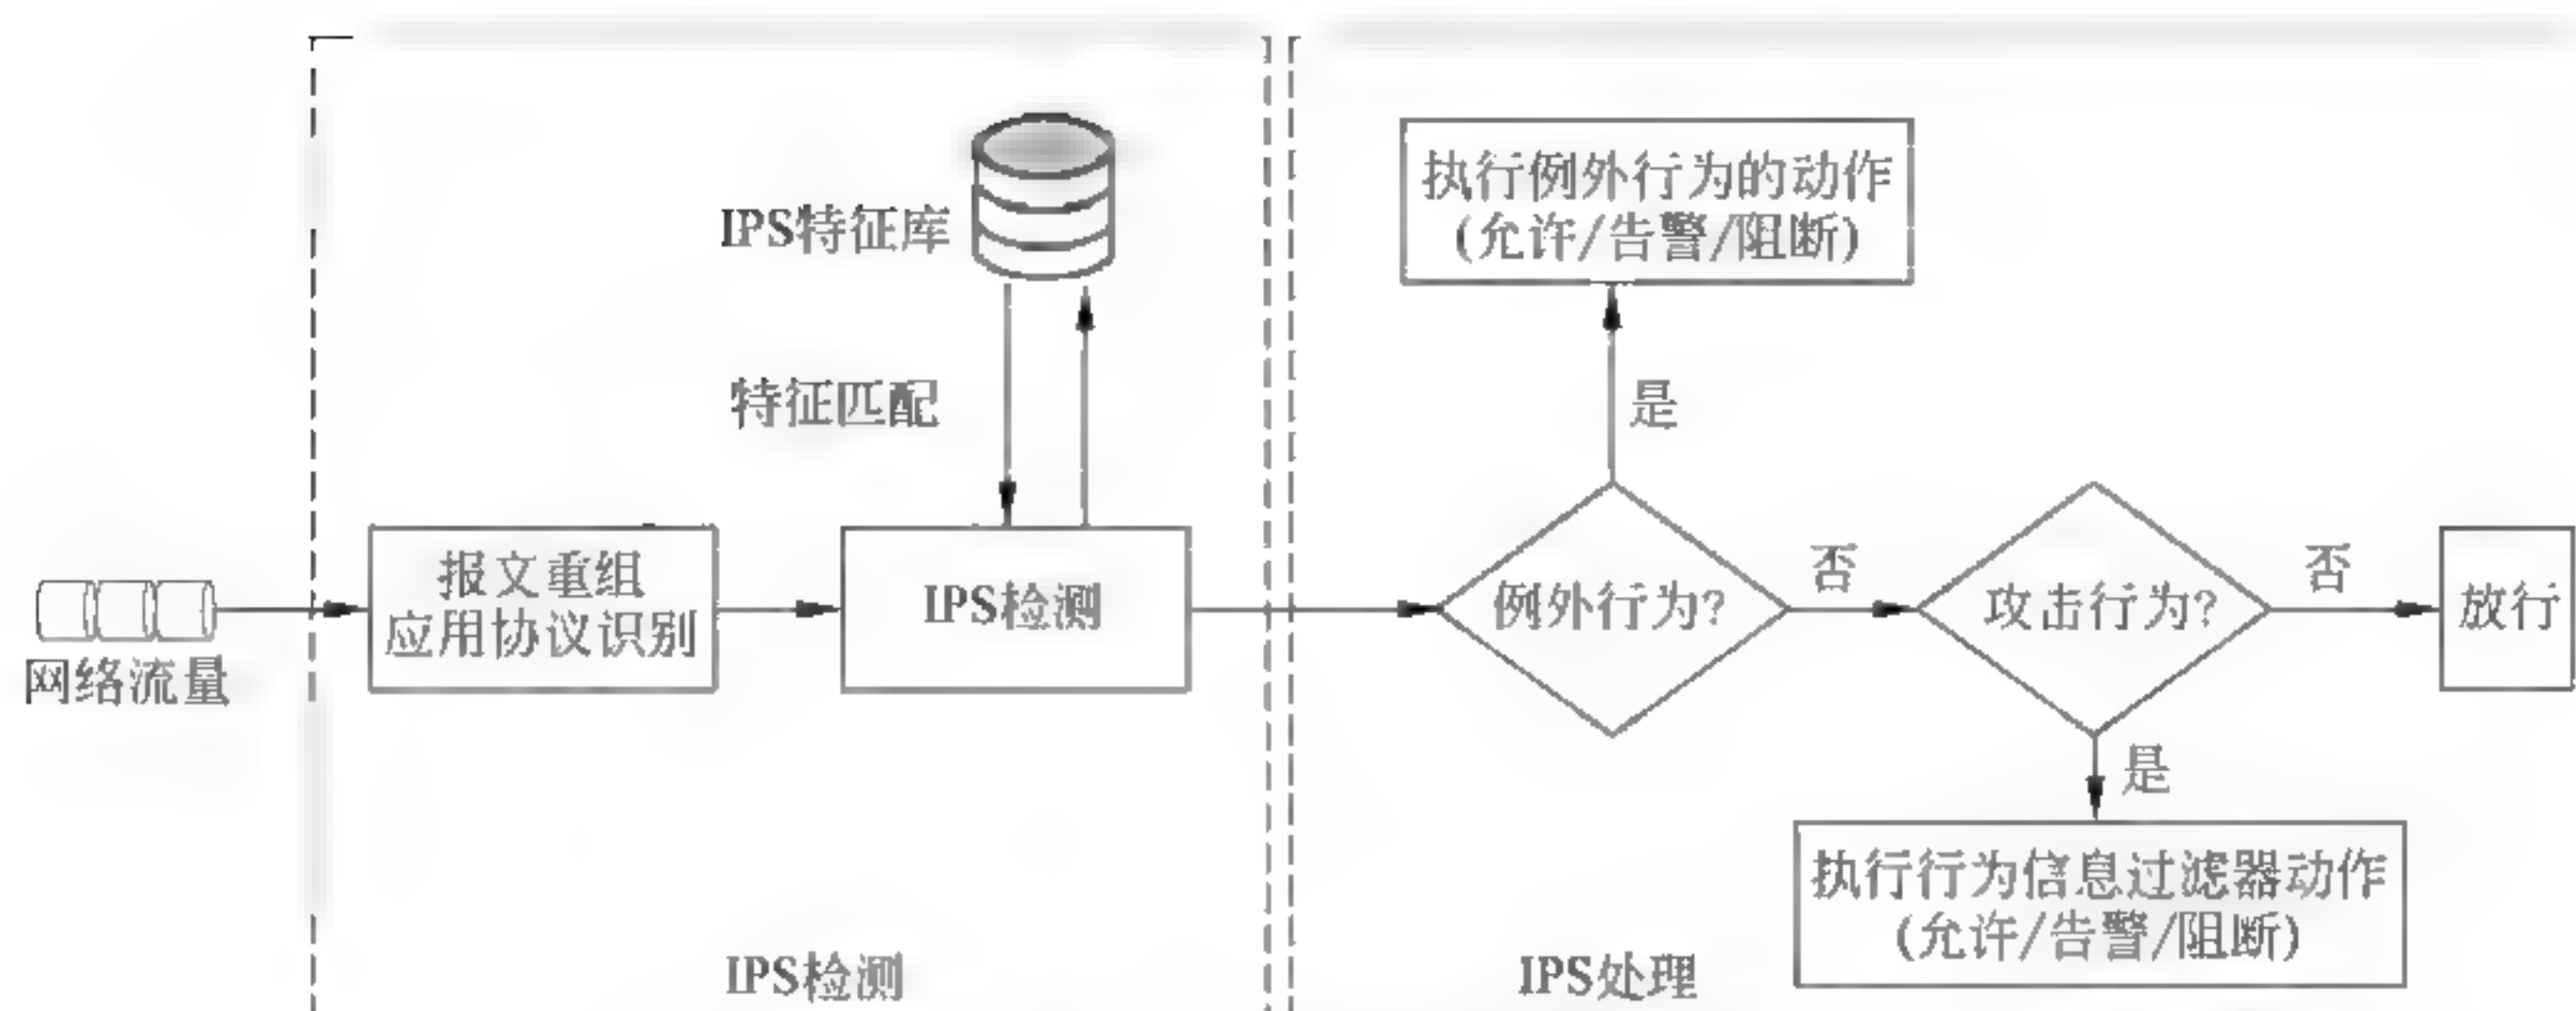 执行例外行为的动作
(允许/告警/阻断)
IPS特征库
特征匹配
是
报文重组
应用协议识别
IPS检测
例外行为?
否
攻击行为?
否
放行
网络流量
是
执行行为信息过滤器动作
(允许/告警/阻断)
IPS检测
IPS处理